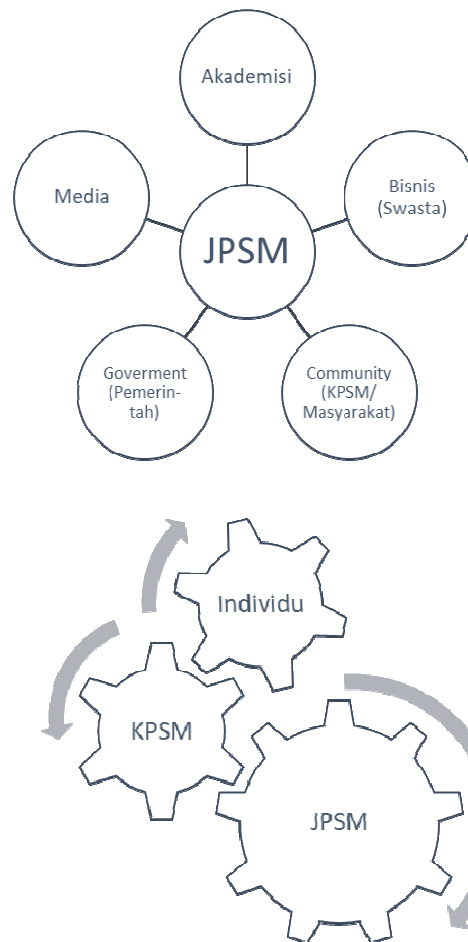 Akademisi
Media
Bisnis
(Swasta)
JPSM
Goverment
(Pemerin-
tah)
Community
(KPSM/
Masyarakat)
Individu
KPSM
JPSM